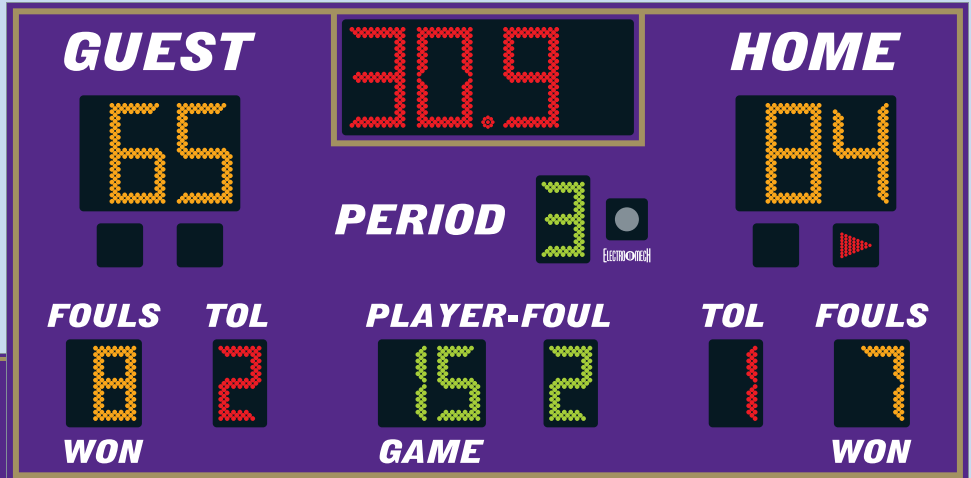 GUEST 30.9 HOME
65 84
PERIOD 3
ELECTRO-MECH
FOULS TOL PLAYER-FOUL TOL FOULS
8 2 15 2 1 7
WON GAME WON